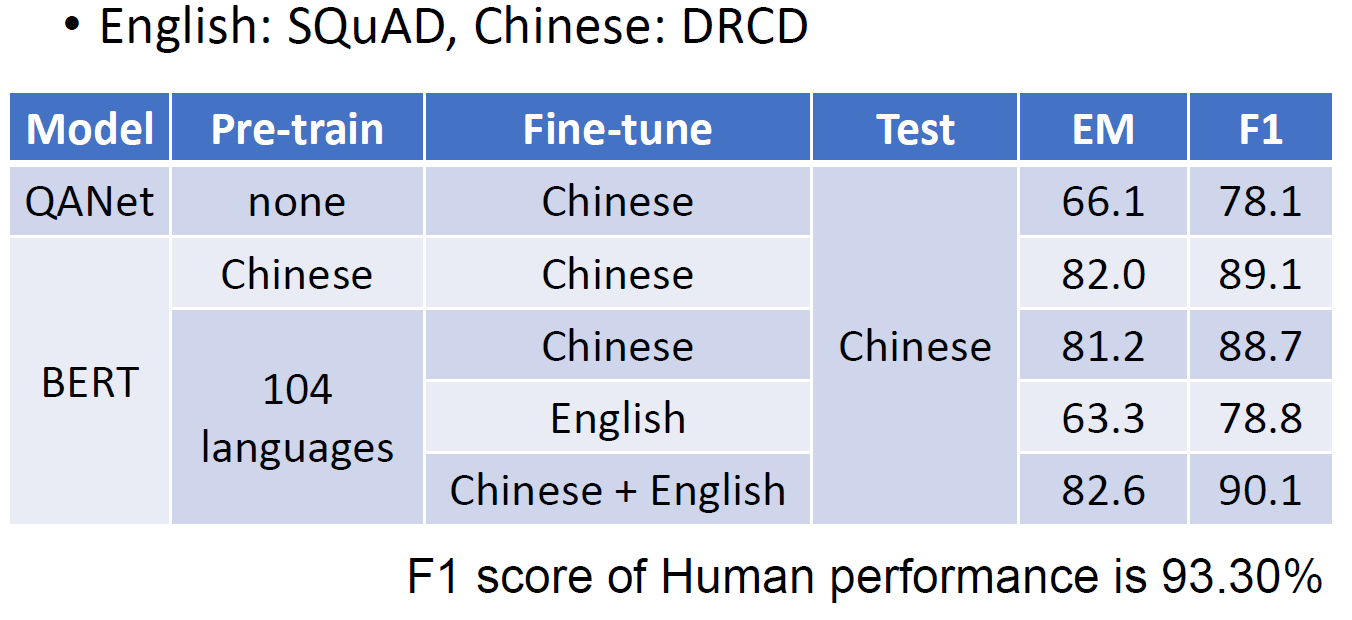 • English: SQuAD, Chinese: DRCD
Model Pre-train Fine-tune Test EM F1
QANet none Chinese 66.1 78.1
BERT Chinese Chinese Chinese 82.0 89.1
104 languages Chinese 81.2 88.7
English 63.3 78.8
Chinese + English 82.6 90.1
F1 score of Human performance is 93.30%